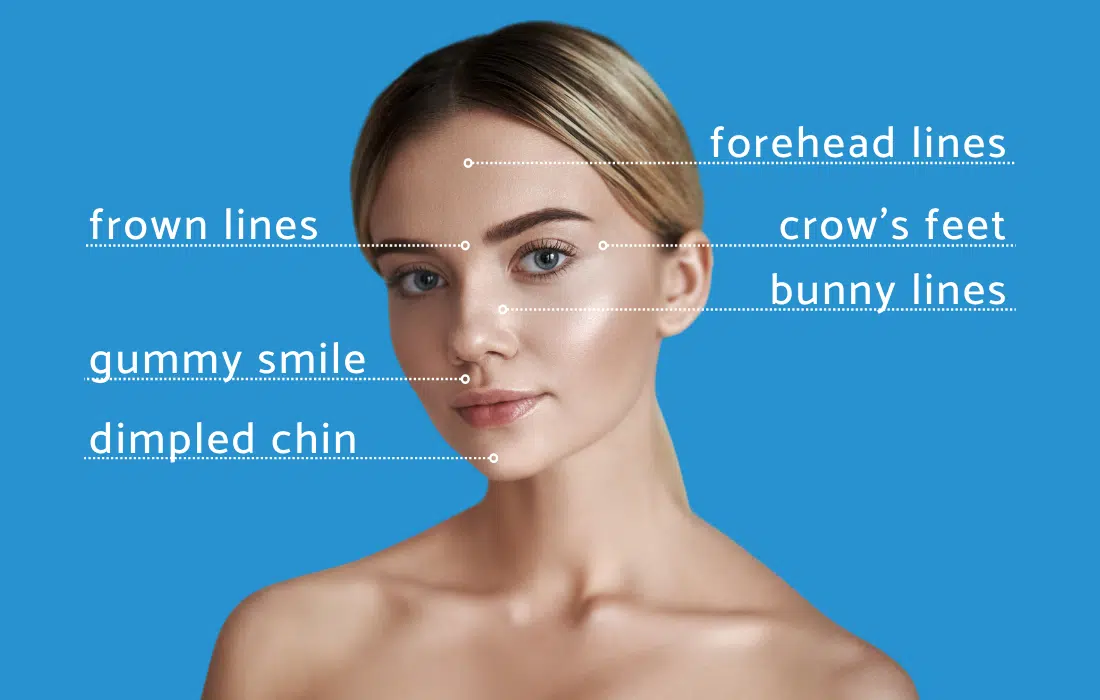 forehead lines
frown lines
crow’s feet
bunny lines
gummy smile
dimpled chin